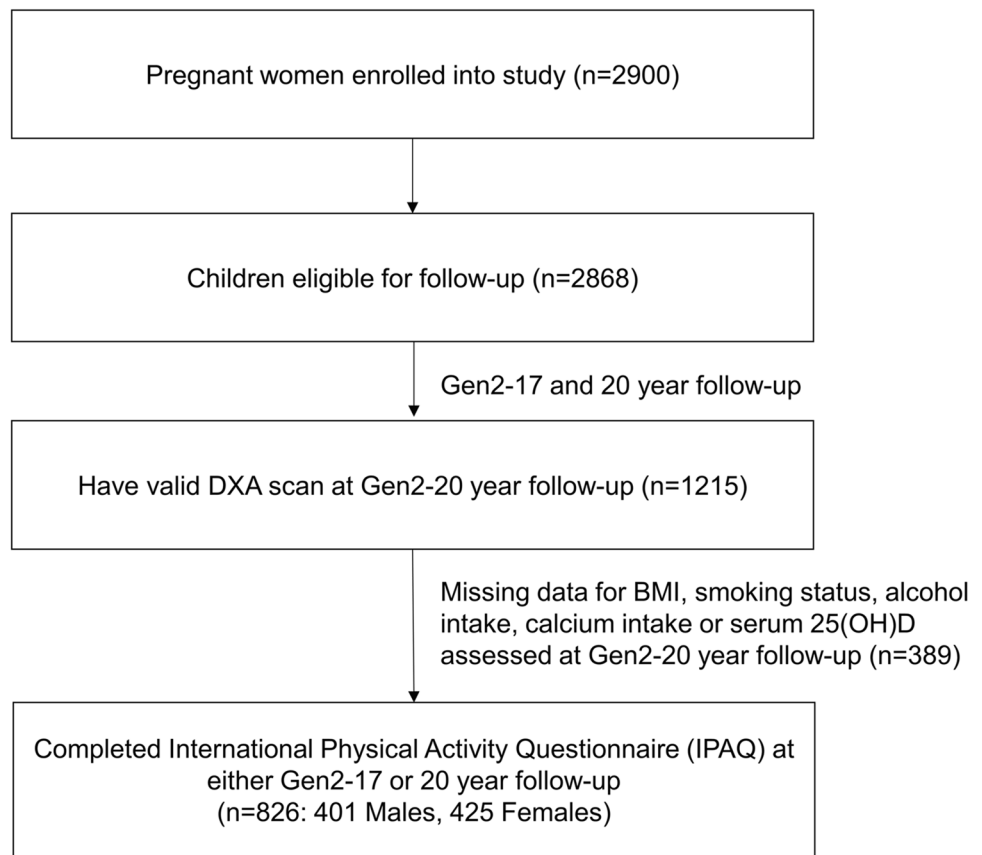 Pregnant women enrolled into study (n=2900)
Children eligible for follow-up (n=2868)
Gen2-17 and 20 year follow-up
Have valid DXA scan at Gen2-20 year follow-up (n=1215)
Missing data for BMI, smoking status, alcohol
intake, calcium intake or serum 25(OH)D
assessed at Gen2-20 year follow-up (n=389)
Completed International Physical Activity Questionnaire (IPAQ) at
either Gen2-17 or 20 year follow-up
(n=826: 401 Males, 425 Females)